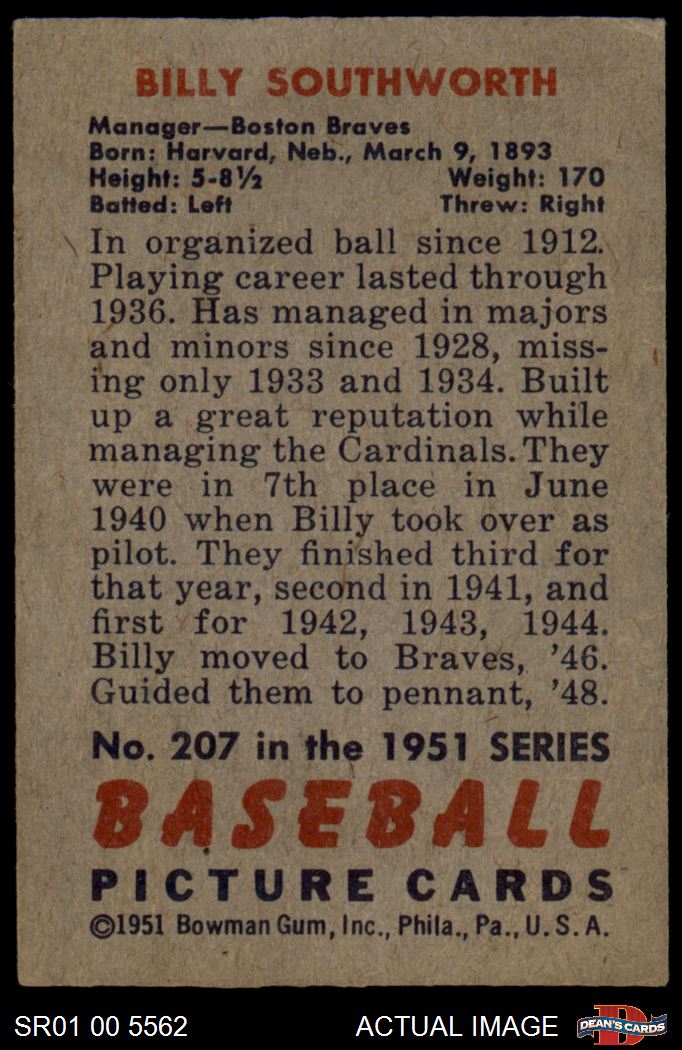 BILLY SOUTHWORTH
Manager—Boston Braves
Born: Harvard, Neb., March 9, 1893
Height: 5-8½ Weight: 170
Batted: Left Threw: Right
In organized ball since 1912.
Playing career lasted through
1936. Has managed in majors
and minors since 1928, miss-
ing only 1933 and 1934. Built
up a great reputation while
managing the Cardinals. They
were in 7th place in June
1940 when Billy took over as
pilot. They finished third for
that year, second in 1941, and
first for 1942, 1943, 1944.
Billy moved to Braves, '46.
Guided them to pennant, '48.
No. 207 in the 1951 SERIES
BASEBALL
PICTURE CARDS
©1951 Bowman Gum, Inc., Phila., Pa., U.S.A.
SR01 00 5562 ACTUAL IMAGE D DEAN'S CARDS